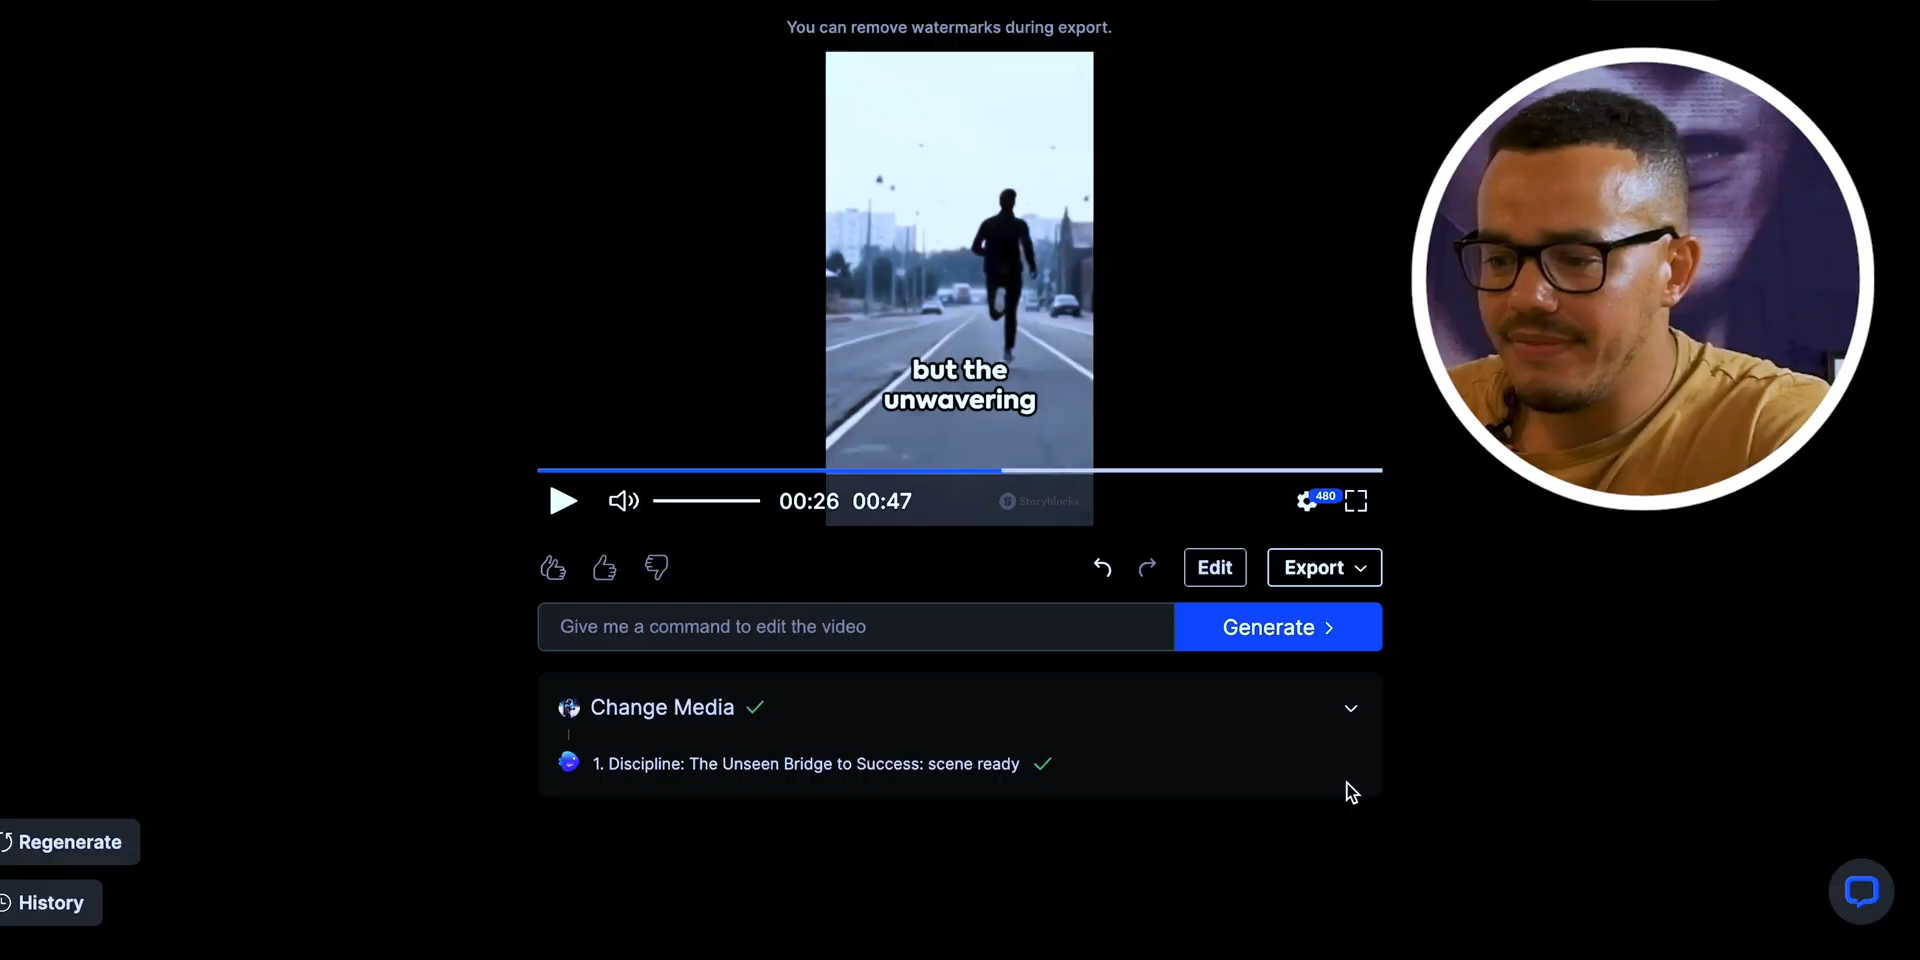 You can remove watermarks during export.
but the
unwavering
00:26 00:47
Storyblocks
480
Edit
Export
Give me a command to edit the video
Generate
Change Media
1. Discipline: The Unseen Bridge to Success: scene ready
Regenerate
History